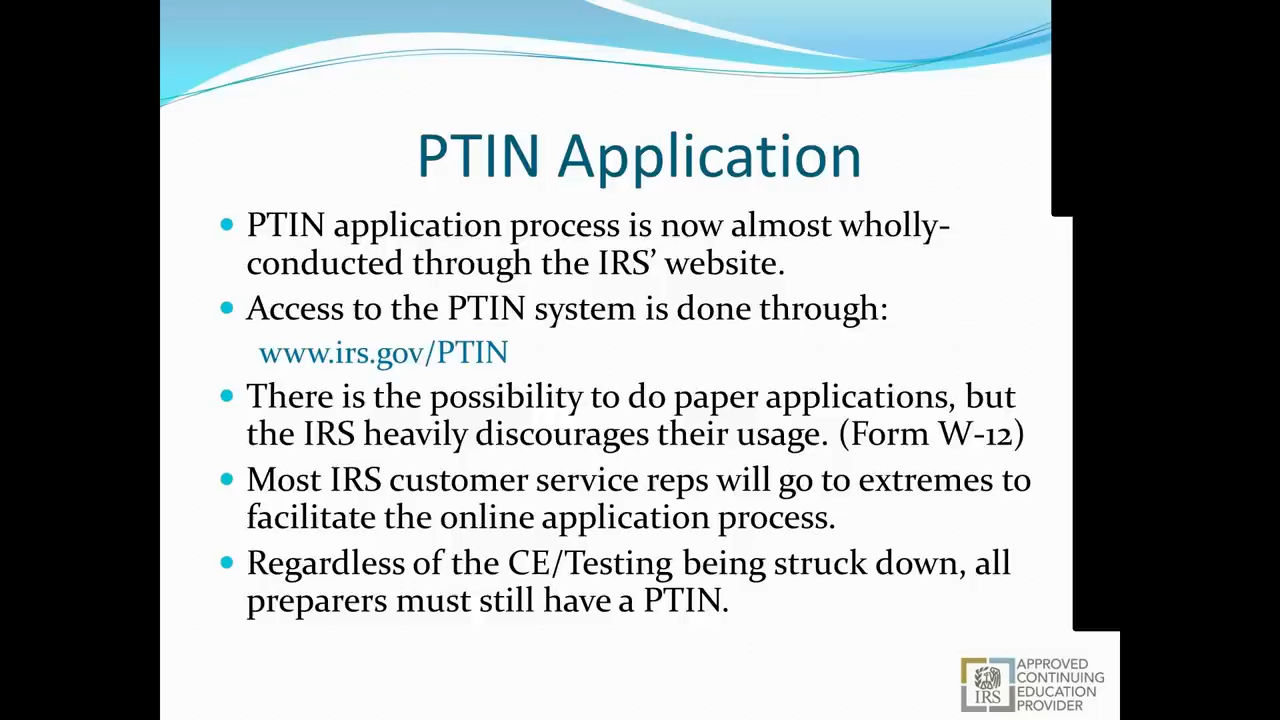 PTIN Application
• PTIN application process is now almost wholly-
conducted through the IRS’ website.
• Access to the PTIN system is done through:
www.irs.gov/PTIN
• There is the possibility to do paper applications, but
the IRS heavily discourages their usage. (Form W-12)
• Most IRS customer service reps will go to extremes to
facilitate the online application process.
• Regardless of the CE/Testing being struck down, all
preparers must still have a PTIN.
IRS
APPROVED
CONTINUING
EDUCATION
PROVIDER